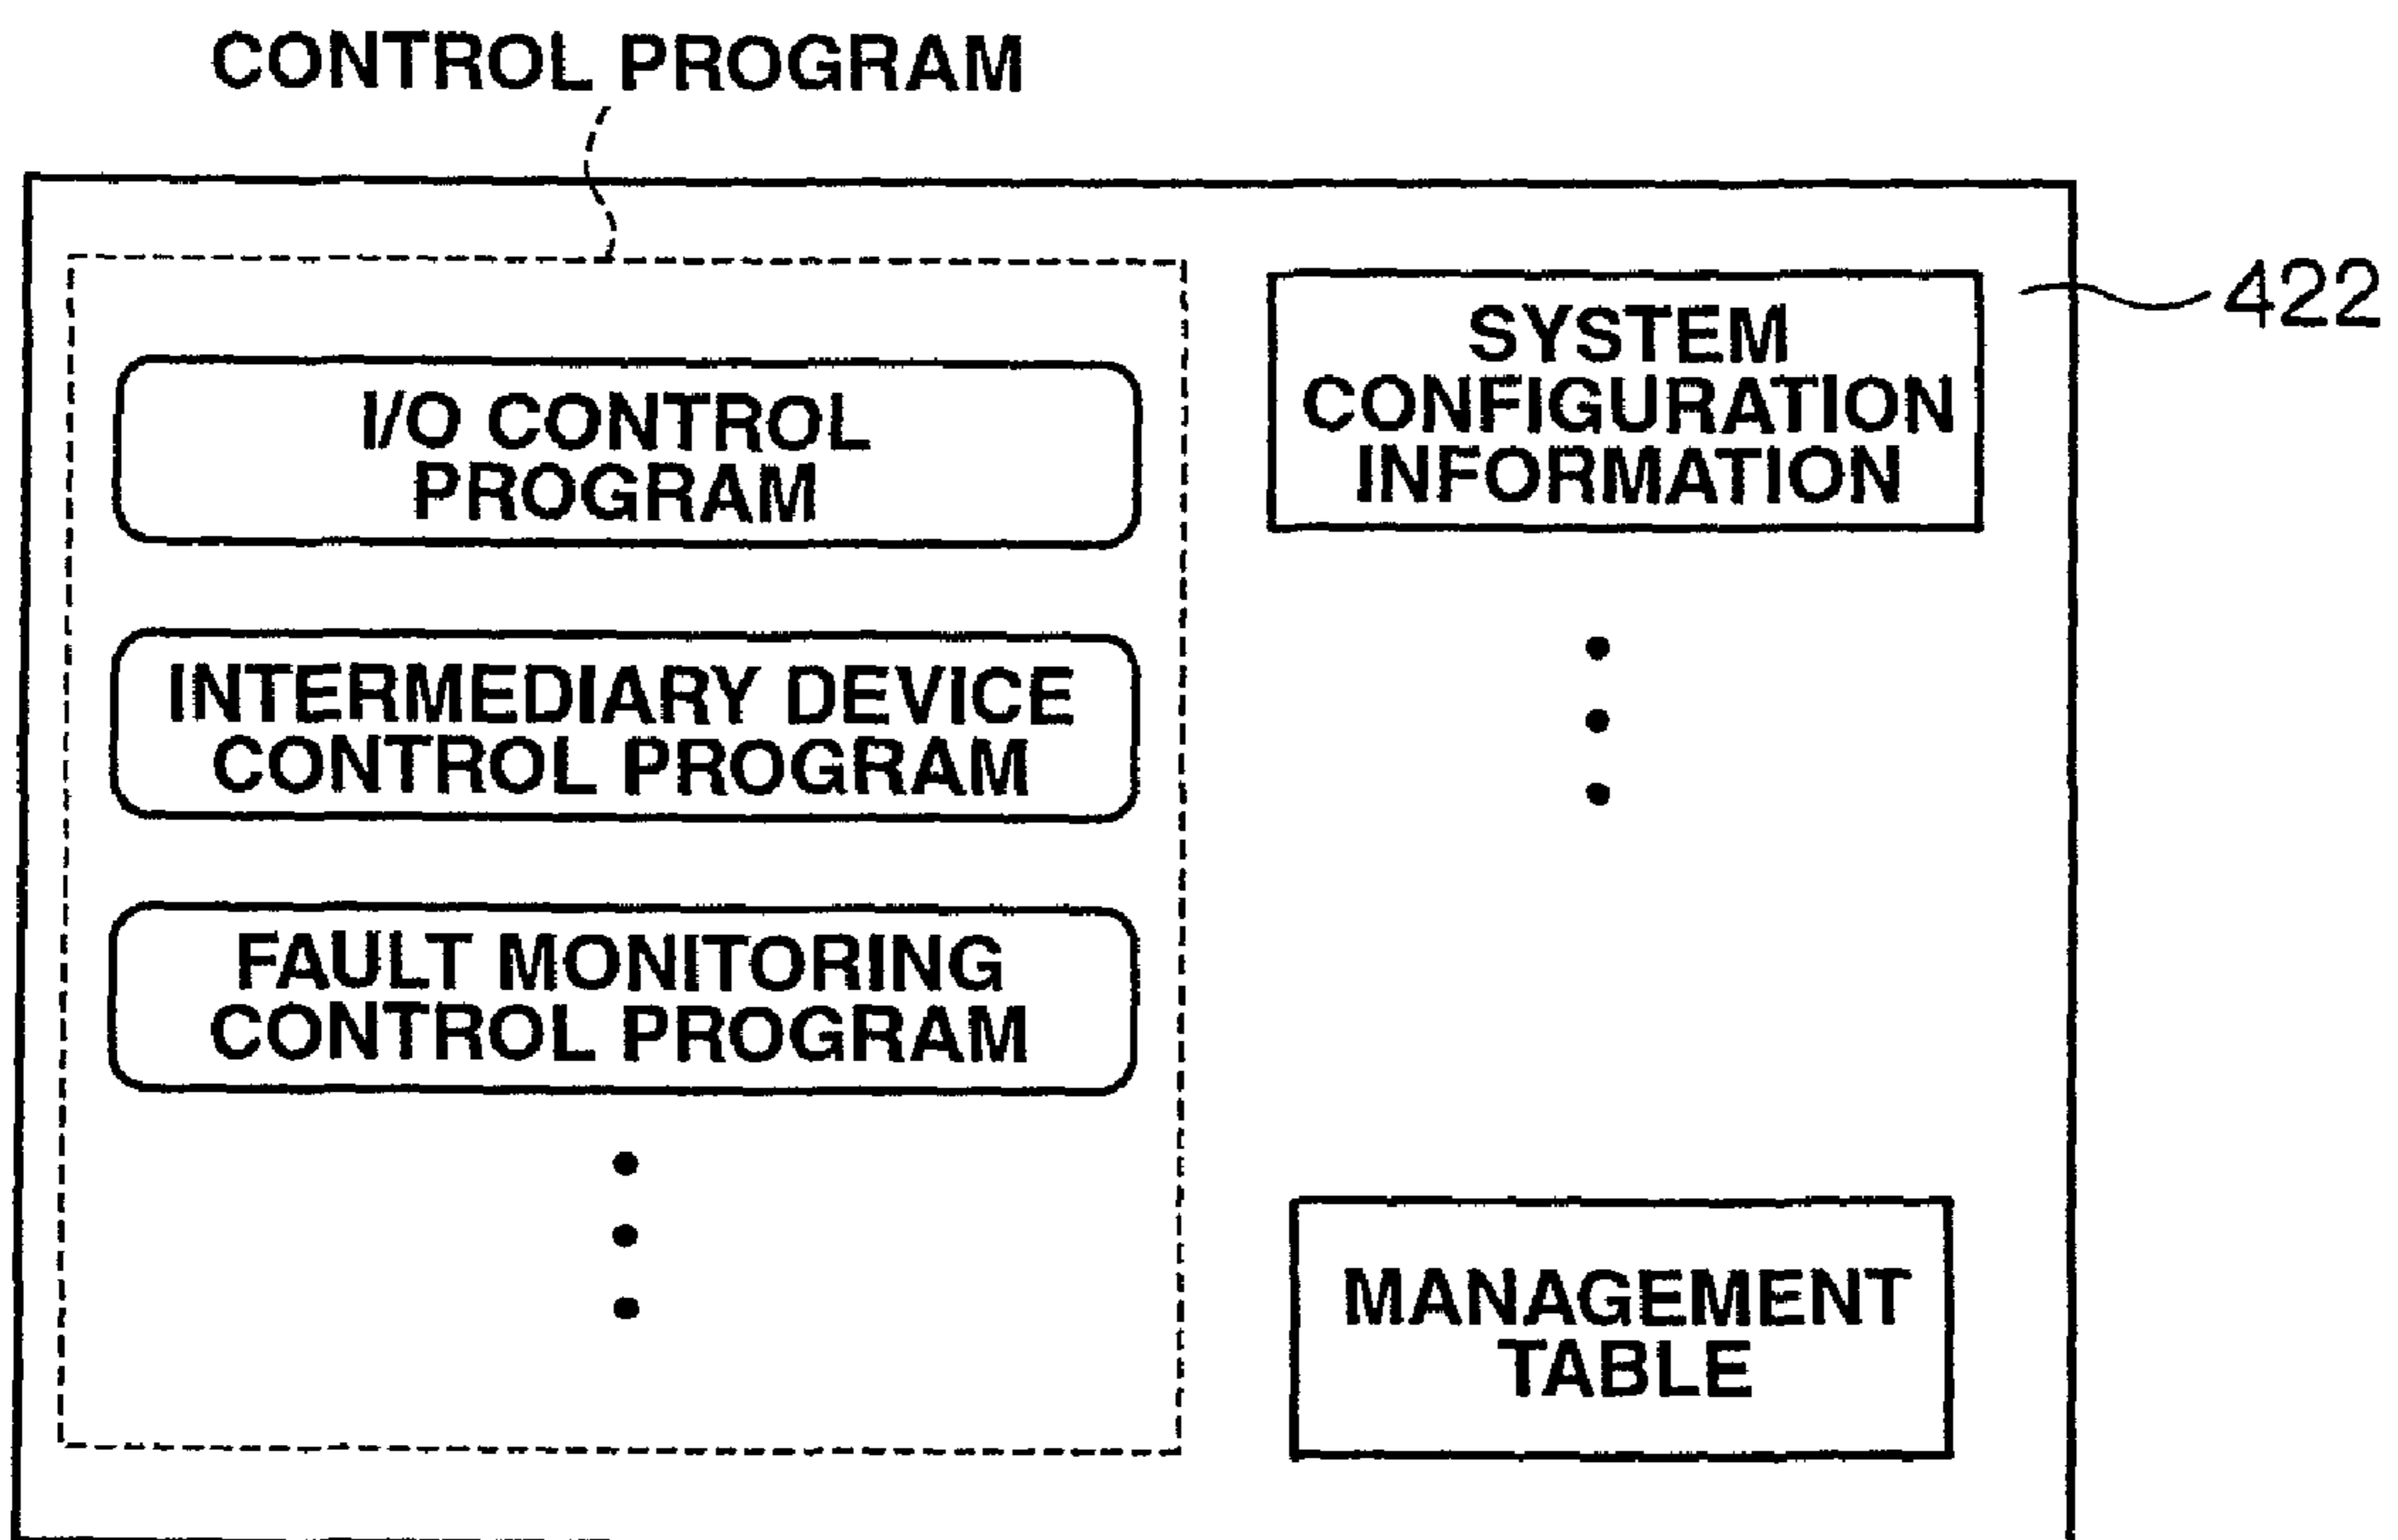 CONTROL PROGRAM
I/O CONTROL
PROGRAM
INTERMEDIARY DEVICE
CONTROL PROGRAM
FAULT MONITORING
CONTROL PROGRAM
SYSTEM
CONFIGURATION
INFORMATION
422
MANAGEMENT
TABLE